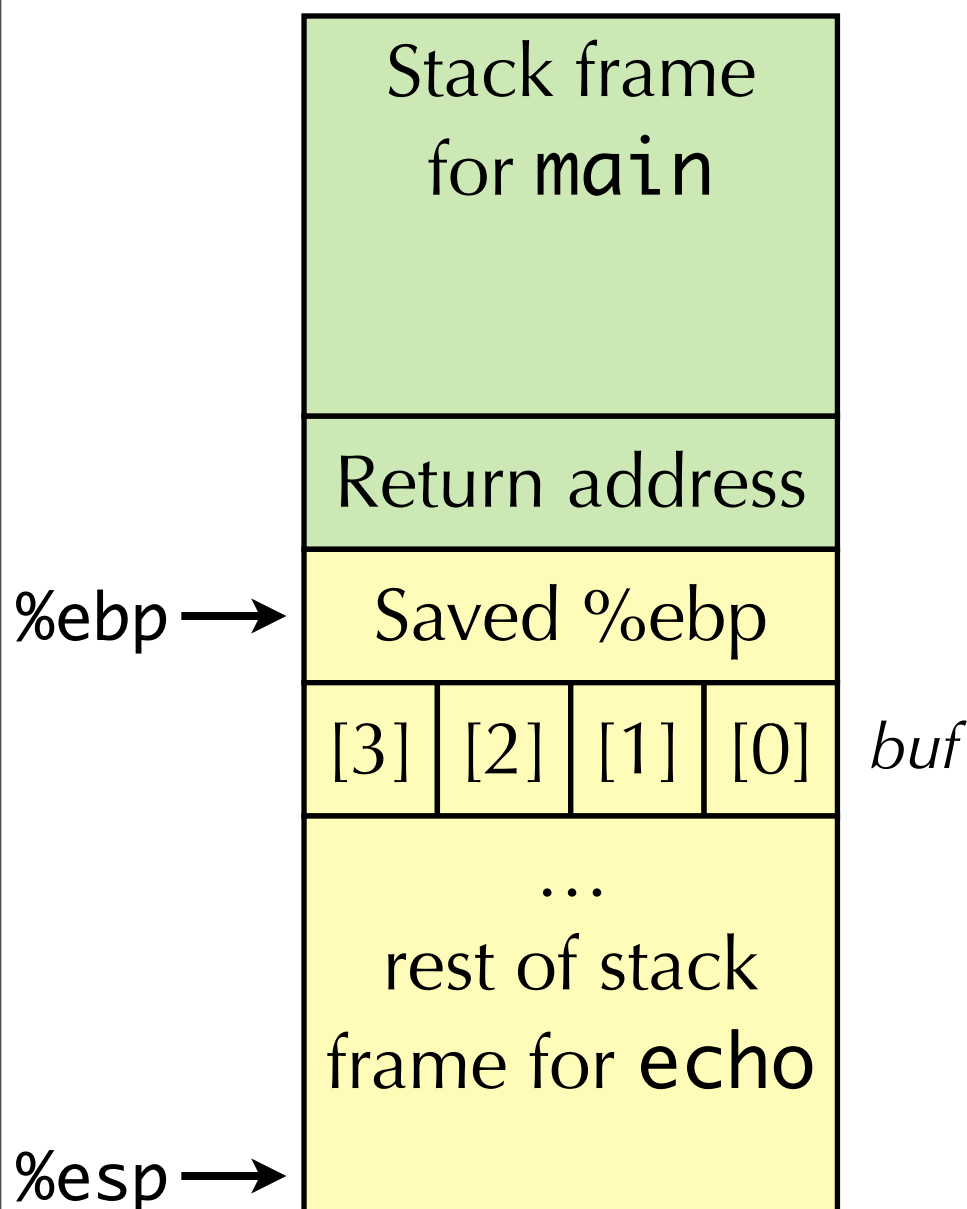 Stack frame
for main
Return address
%ebp
Saved %ebp
[3] [2] [1] [0]
buf
…
rest of stack
frame for echo
%esp